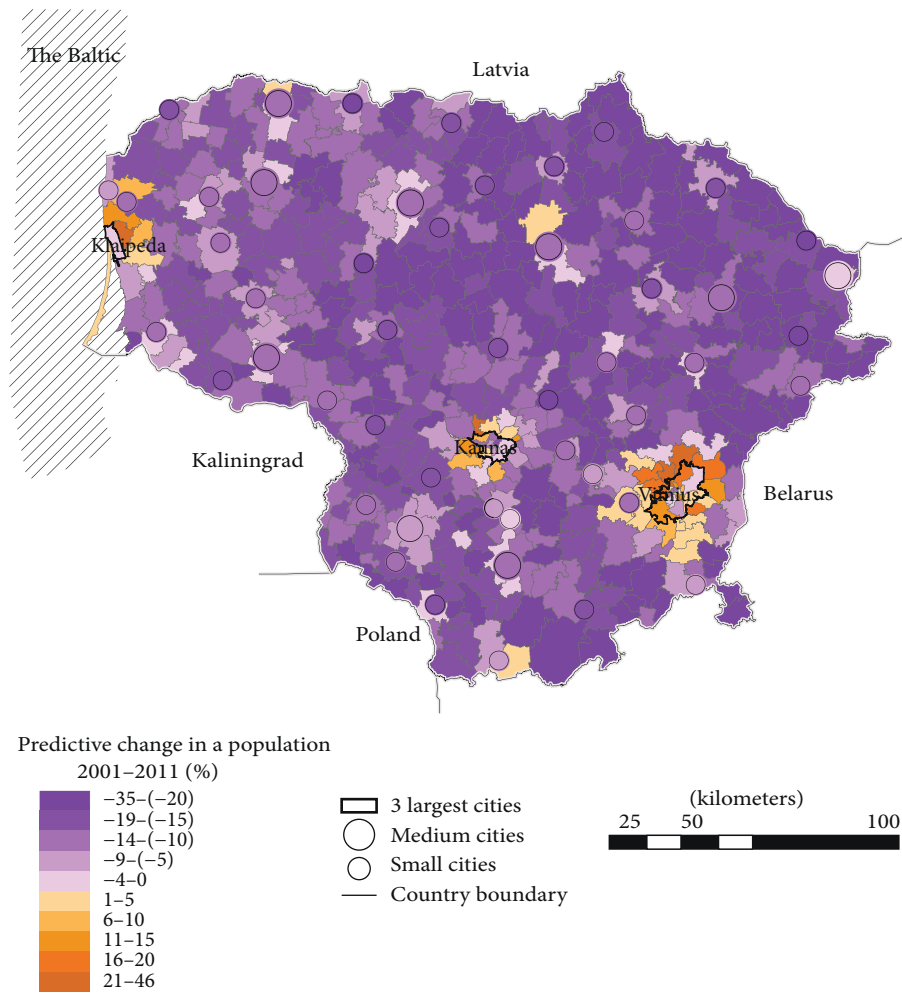 The Baltic
Latvia
Klaipeda
Kaunas
Kaliningrad
Vilnius
Belarus
Poland
Predictive change in a population
2001–2011 (%)
−35–(−20)
−19–(−15)
−14–(−10)
−9–(−5)
−4–0
1–5
6–10
11–15
16–20
21–46
3 largest cities
Medium cities
Small cities
Country boundary
(kilometers)
25 50 100